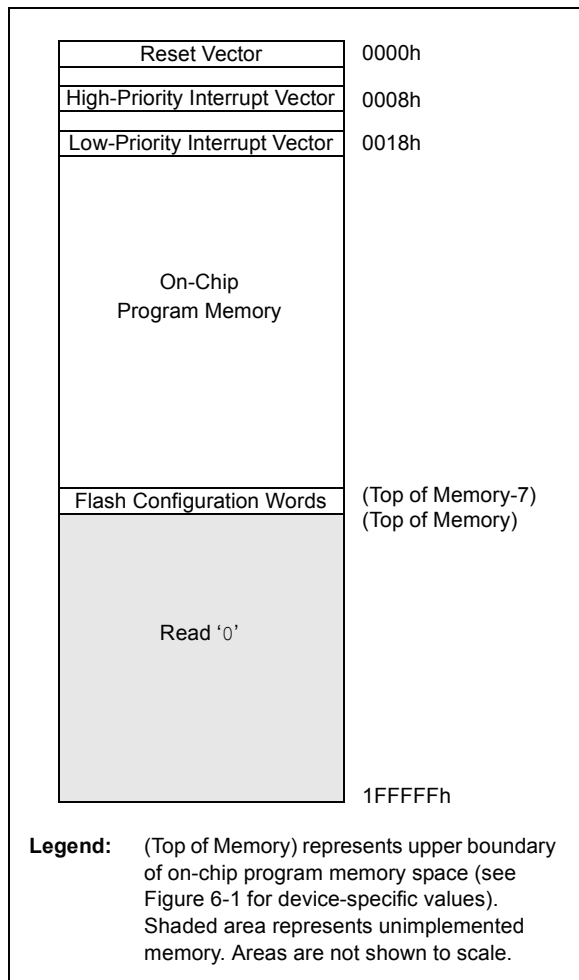 Reset Vector 0000h
High-Priority Interrupt Vector 0008h
Low-Priority Interrupt Vector 0018h
On-Chip
Program Memory
Flash Configuration Words (Top of Memory-7)
(Top of Memory)
Read ‘0’
1FFFFFh
Legend: (Top of Memory) represents upper boundary
of on-chip program memory space (see
Figure 6-1 for device-specific values).
Shaded area represents unimplemented
memory. Areas are not shown to scale.